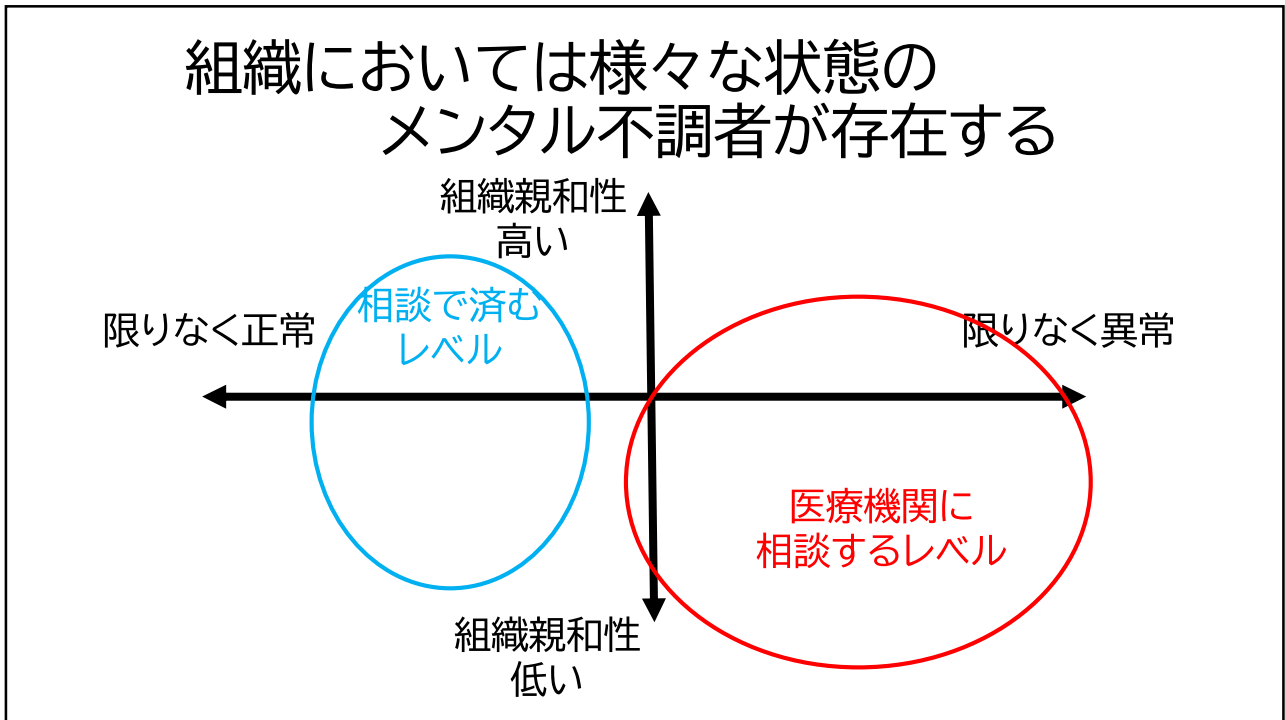 組織においては様々な状態の
メンタル不調者が存在する
組織親和性
高い
相談で済む
レベル
限りなく正常
限りなく異常
医療機関に
相談するレベル
組織親和性
低い